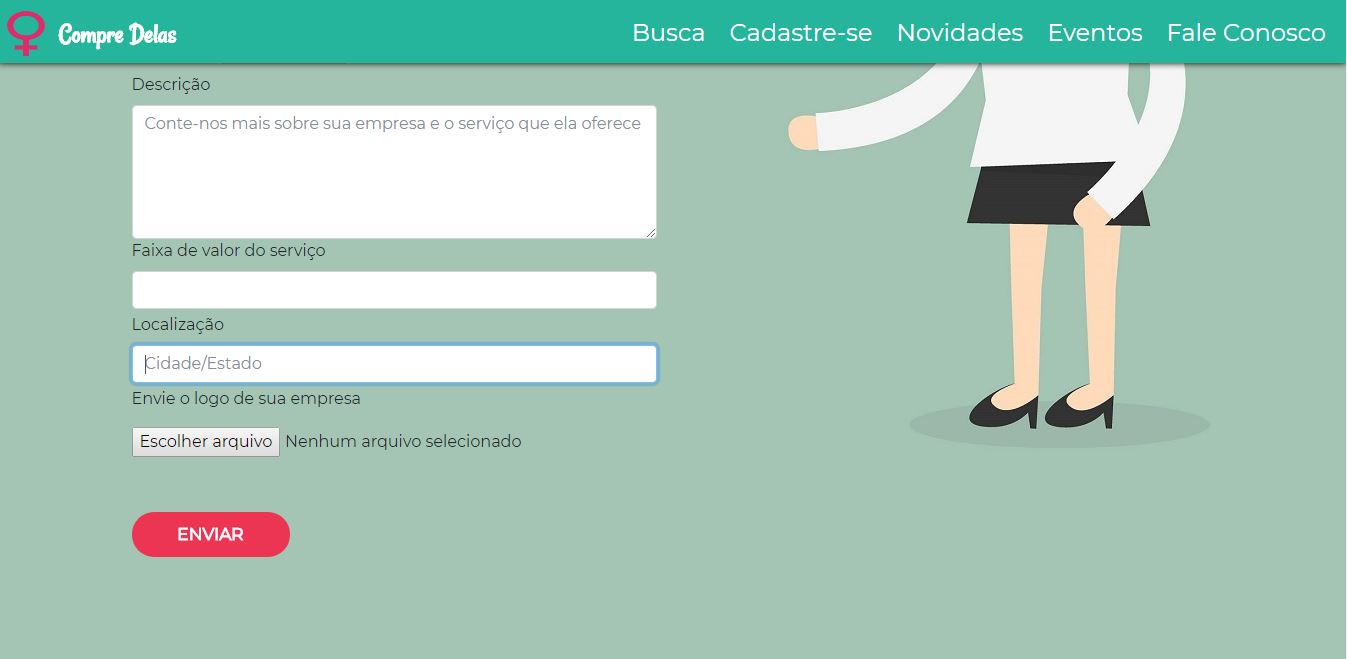 Compre Delas
Busca Cadastre-se Novidades Eventos Fale Conosco
Descrição
Conte-nos mais sobre sua empresa e o serviço que ela oferece
Faixa de valor do serviço
Localização
Cidade/Estado
Envie o logo de sua empresa
Escolher arquivo Nenhum arquivo selecionado
ENVIAR